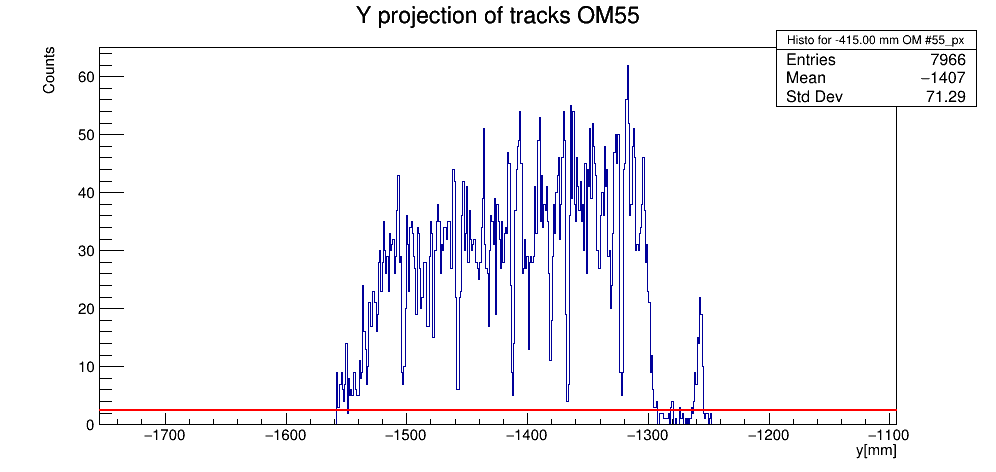 Y projection of tracks OM55
Histo for -415.00 mm OM #55_px
Entries 7966
Mean −1407
Std Dev 71.29
Counts
60
50
40
30
20
10
0
−1700 −1600 −1500 −1400 −1300 −1200 −1100
y[mm]